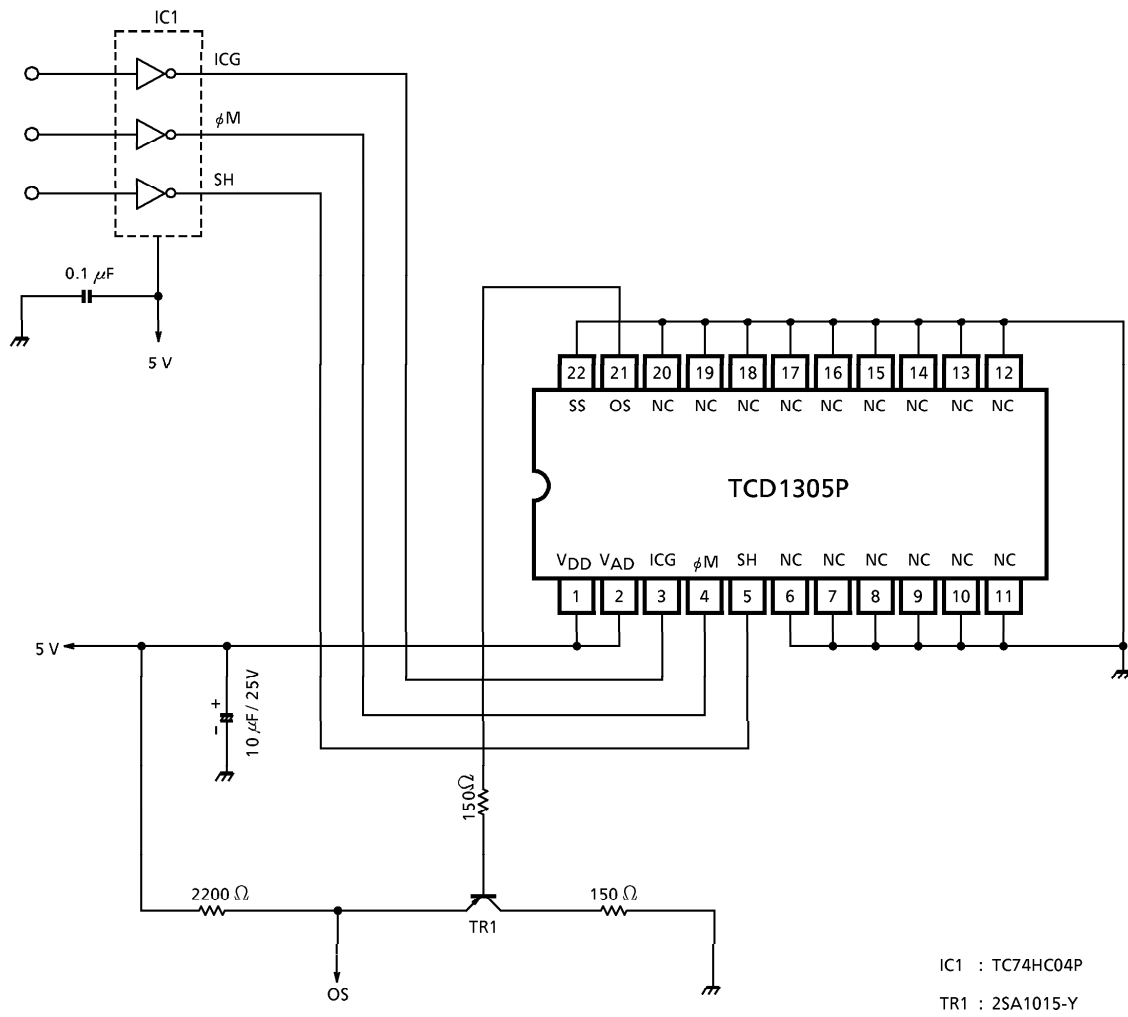 IC1
ICG
φM
SH
0.1 μF
5 V
22 21 20 19 18 17 16 15 14 13 12
SS OS NC NC NC NC NC NC NC NC NC
TCD1305P
VDD VAD ICG φM SH NC NC NC NC NC NC
1 2 3 4 5 6 7 8 9 10 11
5 V
+
-
10 μF / 25V
150Ω
2200 Ω
150 Ω
TR1
OS
IC1 : TC74HC04P
TR1 : 2SA1015-Y